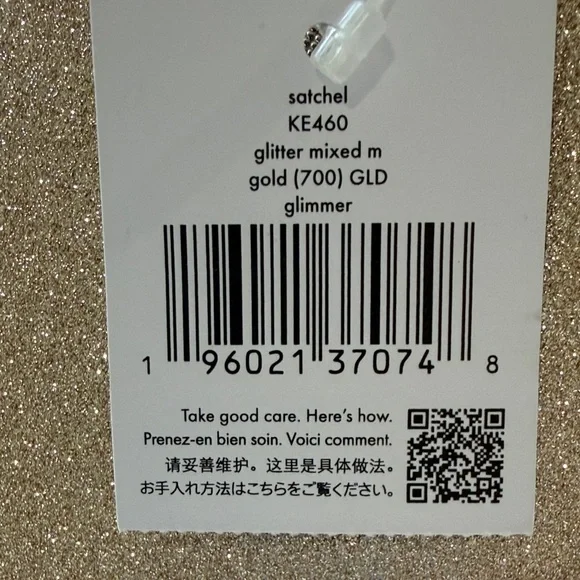 satchel
KE460
glitter mixed m
gold (700) GLD
glimmer
1 96021 37074 8
Take good care. Here's how.
Prenez-en bien soin. Voici comment.
请妥善维护。这里是具体做法。
お手入れ方法はこちらをご覧ください。